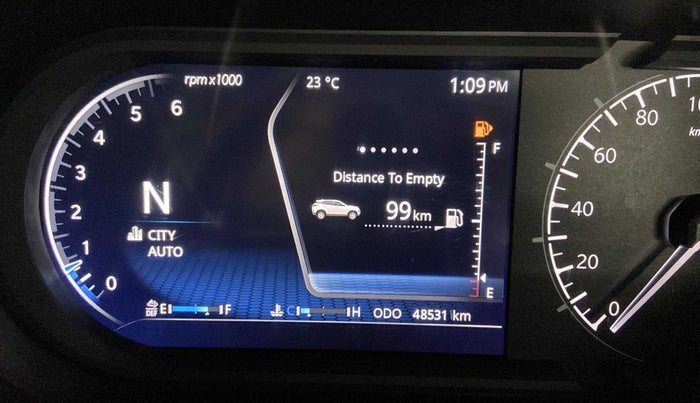 rpm x1000
23 °C
1:09 PM
6
5
4
3
2
1
0
N
CITY
AUTO
Distance To Empty
99 km
F
E
DEF E F
C H
ODO 48531 km
80
60
40
20
0